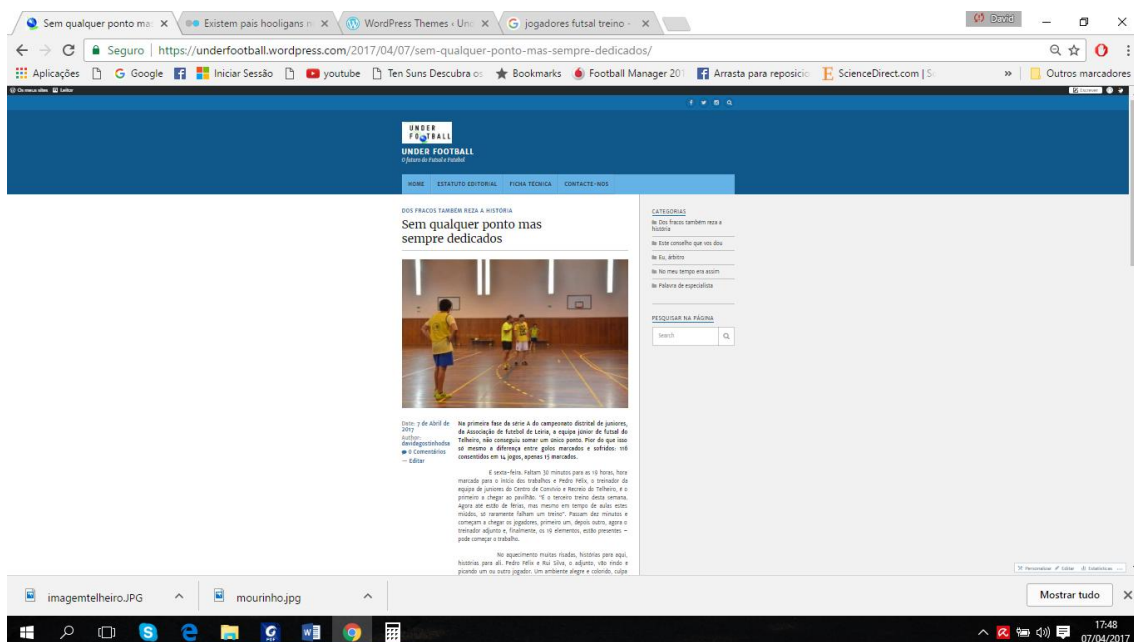 Sem qualquer ponto ma
Existem pais hooligans n
WordPress Themes ‹ Und
jogadores futsal treino -
David
Seguro | https://underfootball.wordpress.com/2017/04/07/sem-qualquer-ponto-mas-sempre-dedicados/
Aplicações Google Iniciar Sessão youtube Ten Suns Descubra os Bookmarks Football Manager 201 Arrasta para reposicio ScienceDirect.com | S » Outros marcadores
Os meus sites Leitor Escrever
UNDER
FOOTBALL
UNDER FOOTBALL
O futuro do Futsal e Futebol
HOME ESTATUTO EDITORIAL FICHA TÉCNICA CONTACTE-NOS
DOS FRACOS TAMBÉM REZA A HISTÓRIA
Sem qualquer ponto mas
sempre dedicados
CATEGORIAS
Dos fracos também reza a
história
Este conselho que vos dou
Eu, árbitro
No meu tempo era assim
Palavra de especialista
PESQUISAR NA PÁGINA
Search
Date: 7 de Abril de
2017
Author:
davidagostinhodse
0 Comentários
— Editar
Na primeira fase da série A do campeonato distrital de juniores,
da Associação de futebol de Leiria, a equipa júnior de futsal do
Telheiro, não conseguiu somar um único ponto. Pior do que isso
só mesmo a diferença entre golos marcados e sofridos: 116
consentidos em 14 jogos, apenas 15 marcados.
É sexta-feira. Faltam 30 minutos para as 10 horas, hora
marcada para o início dos trabalhos e Pedro Félix, o treinador da
equipa de juniores do Centro de Convívio e Recreio do Telheiro, é o
primeiro a chegar ao pavilhão. "É o terceiro treino desta semana.
Agora até estão de férias, mas mesmo em tempo de aulas estes
miúdos, só raramente falham um treino". Passam dez minutos e
começam a chegar os jogadores, primeiro um, depois outro, agora o
treinador adjunto e, finalmente, os 19 elementos, estão presentes –
pode começar o trabalho.
No aquecimento muitas risadas, histórias para aqui,
histórias para ali. Pedro Félix e Rui Silva, o adjunto, vão rindo e
picando um ou outro jogador. Um ambiente alegre e colorido, culpa
Personalizar Editar Estatísticas ...
imagemtelheiro.JPG
mourinho.jpg
Mostrar tudo
17:48
07/04/2017